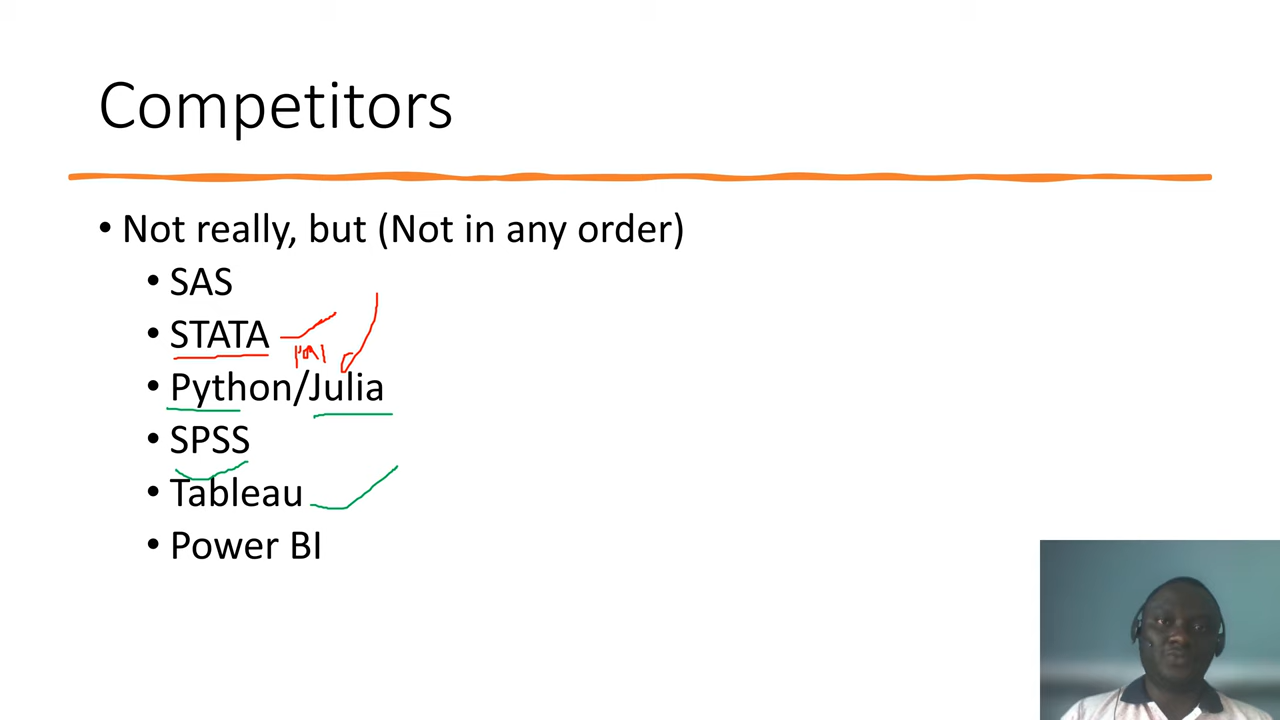 Competitors
• Not really, but (Not in any order)
• SAS
• STATA
• Python/Julia
• SPSS
• Tableau
• Power BI